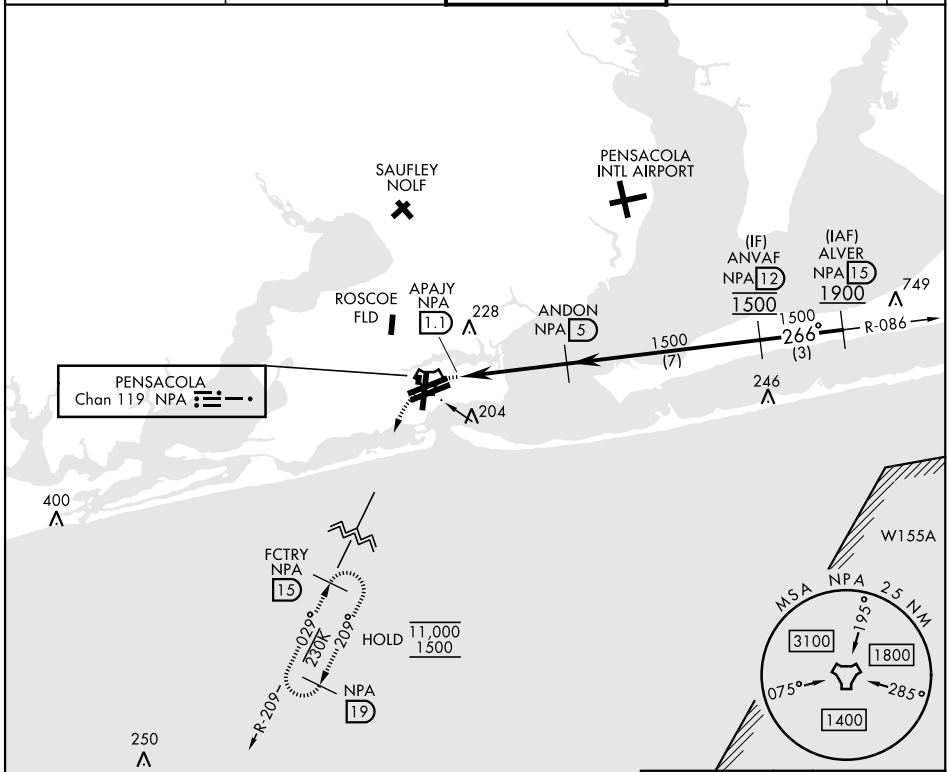 SAUFLEY
NOLF
PENSACOLA
INTL AIRPORT
(IF)
ANVAF
NPA 12
1500
(IAF)
ALVER
NPA 15
1900
749
ROSCOE
FLD
APAJY
NPA
1.1
228
ANDON
NPA 5
1500
(7)
1500
266°
(3)
R-086
PENSACOLA
Chan 119 NPA
204
246
400
W155A
FCTRY
NPA
15
029°
230K
209°
HOLD
11,000
1500
NPA
19
R-209
250
MSA NPA 25 NM
195°
3100
1800
075°
285°
1400